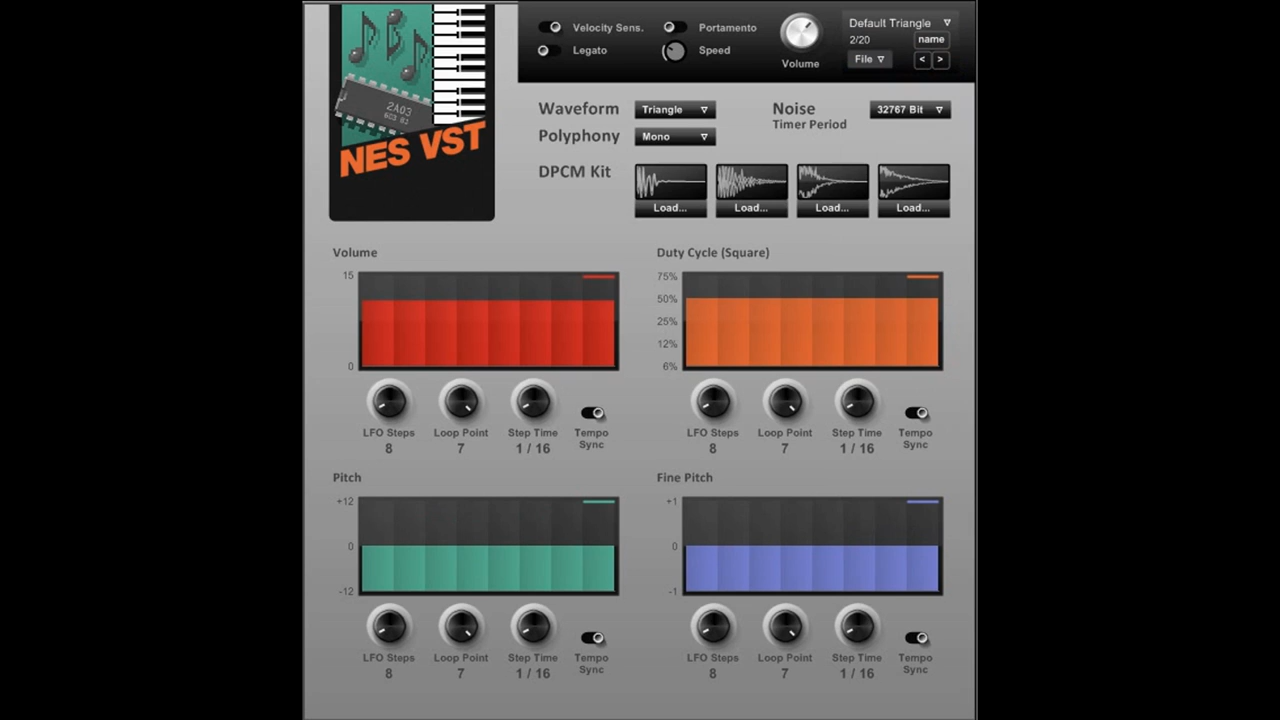 2A03
6C3 81
NES VST
Velocity Sens.
Portamento
Legato
Speed
Volume
Default Triangle
2/20
name
File
<
>
Waveform
Triangle
Polyphony
Mono
Noise
Timer Period
32767 Bit
DPCM Kit
Load...
Load...
Load...
Load...
Volume
15
0
LFO Steps
8
Loop Point
7
Step Time
1 / 16
Tempo
Sync
Duty Cycle (Square)
75%
50%
25%
12%
6%
LFO Steps
8
Loop Point
7
Step Time
1 / 16
Tempo
Sync
Pitch
+12
0
-12
LFO Steps
8
Loop Point
7
Step Time
1 / 16
Tempo
Sync
Fine Pitch
+1
0
-1
LFO Steps
8
Loop Point
7
Step Time
1 / 16
Tempo
Sync